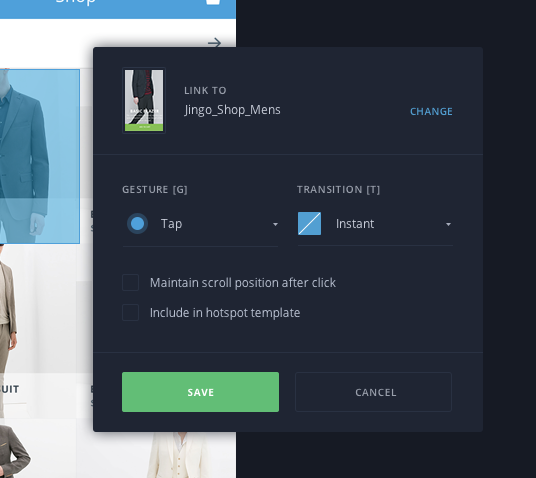 Shop
LINK TO
Jingo_Shop_Mens
CHANGE
GESTURE [G]
TRANSITION [T]
Tap
Instant
Maintain scroll position after click
Include in hotspot template
UIT
SAVE
CANCEL